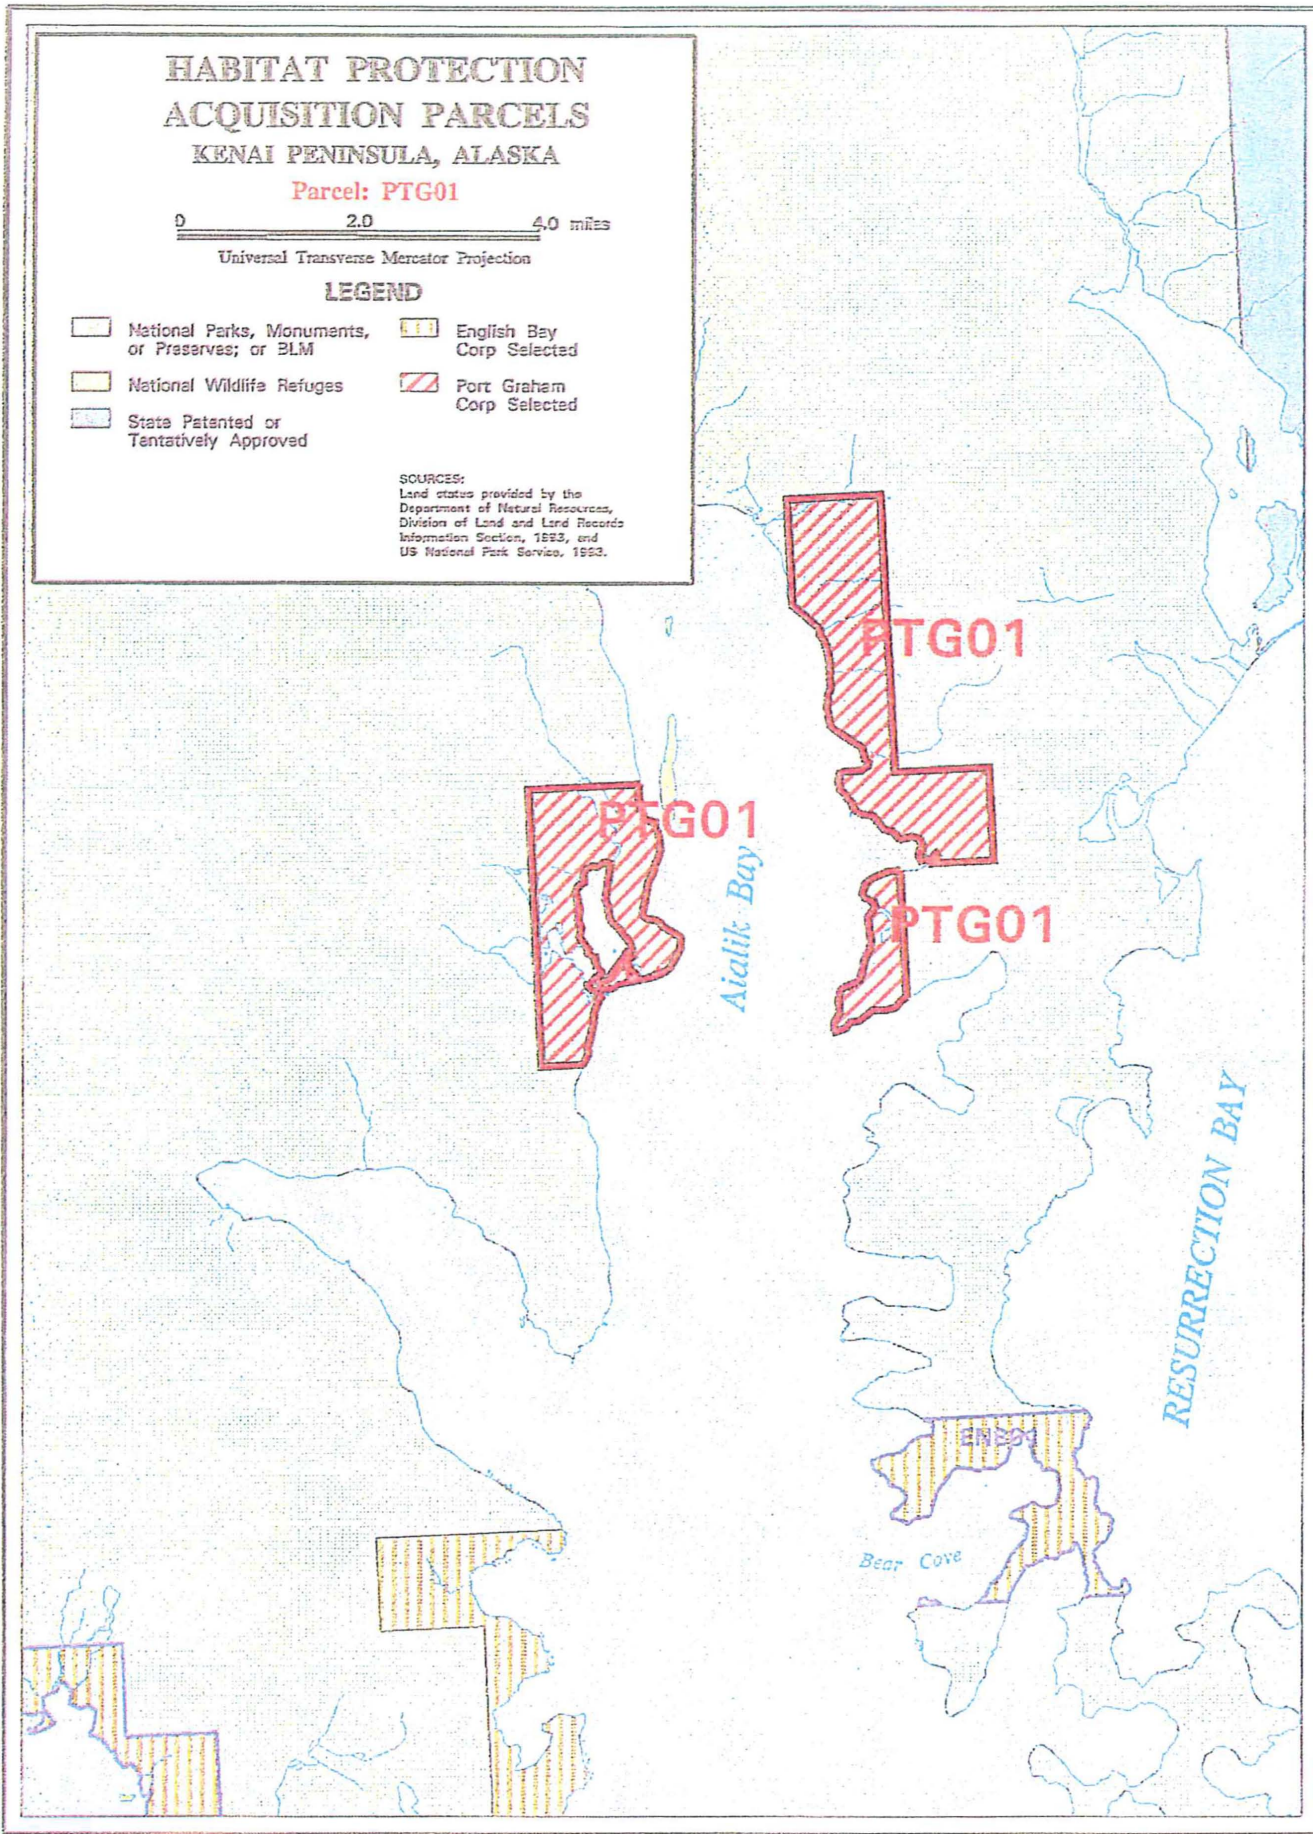 HABITAT PROTECTION
ACQUISITION PARCELS
KENAI PENINSULA, ALASKA
Parcel: PTG01
0 2.0 4.0 miles
Universal Transverse Mercator Projection
LEGEND
National Parks, Monuments,
or Preserves; or BLM
National Wildlife Refuges
State Patented or
Tentatively Approved
English Bay
Corp Selected
Port Graham
Corp Selected
SOURCES:
Land status provided by the
Department of Natural Resources,
Division of Land and Land Records
Information Section, 1993, and
US National Park Service, 1993.
PTG01
PTG01
PTG01
Aialik Bay
RESURRECTION BAY
Bear Cove